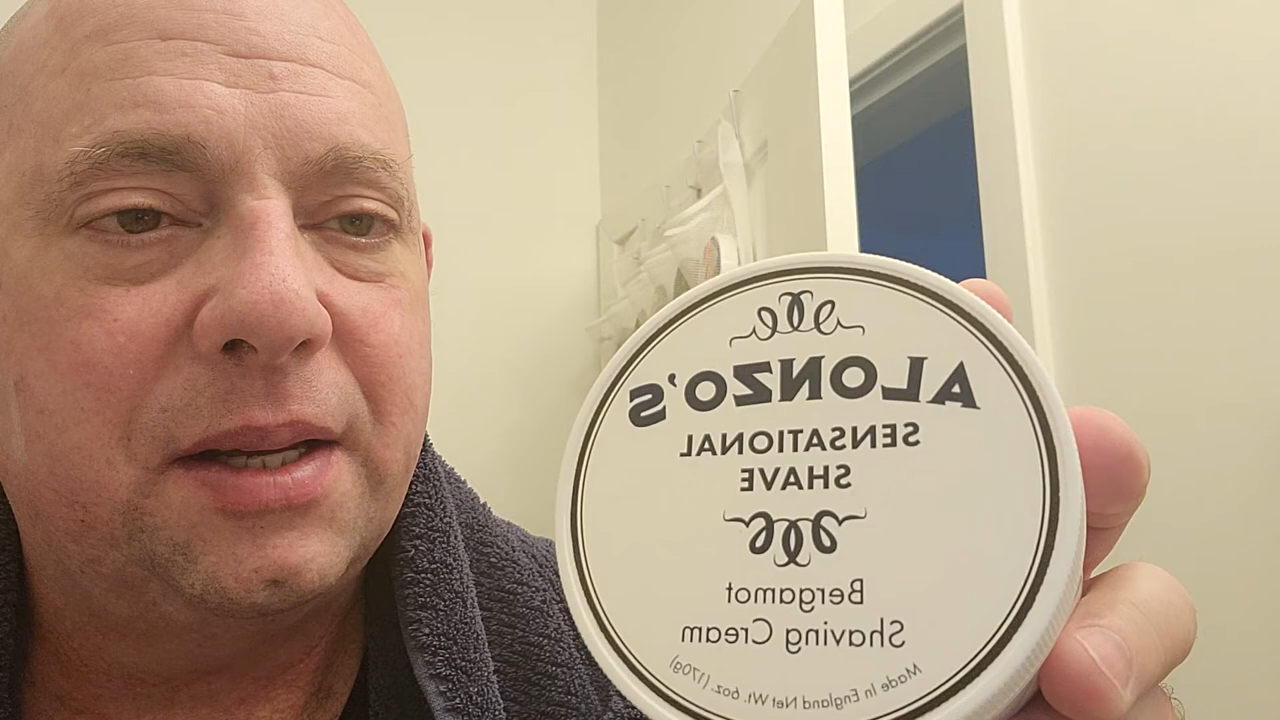 ALONZO'S
SENSATIONAL
SHAVE
Bergamot
Shaving Cream
Made In England Net Wt. 6oz. (170g)